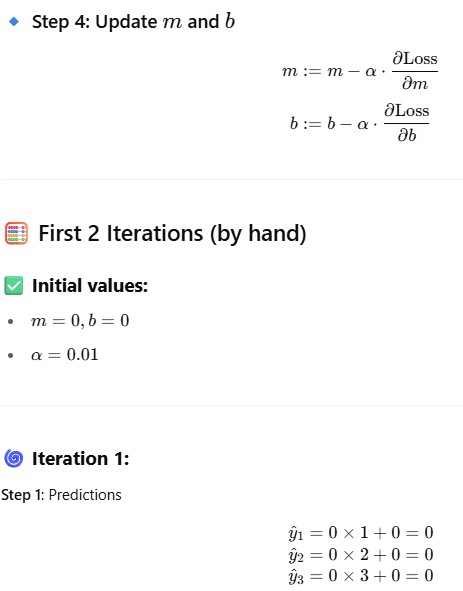 🔹 Step 4: Update m and b
m := m − α · ∂Loss/∂m
b := b − α · ∂Loss/∂b
🧮 First 2 Iterations (by hand)
✅ Initial values:
• m = 0, b = 0
• α = 0.01
🌀 Iteration 1:
Step 1: Predictions
ŷ₁ = 0 × 1 + 0 = 0
ŷ₂ = 0 × 2 + 0 = 0
ŷ₃ = 0 × 3 + 0 = 0